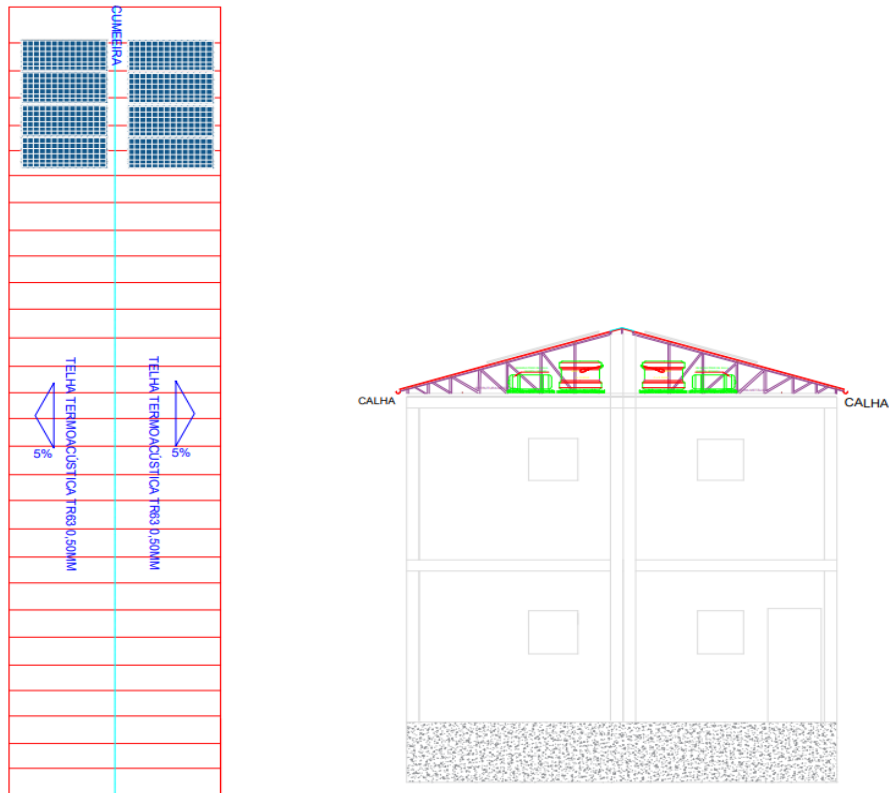 CUMEEIRA
TELHA TERMOACÚSTICA TR63 0,50MM
TELHA TERMOACÚSTICA TR63 0,50MM
5%
5%
CALHA
CALHA